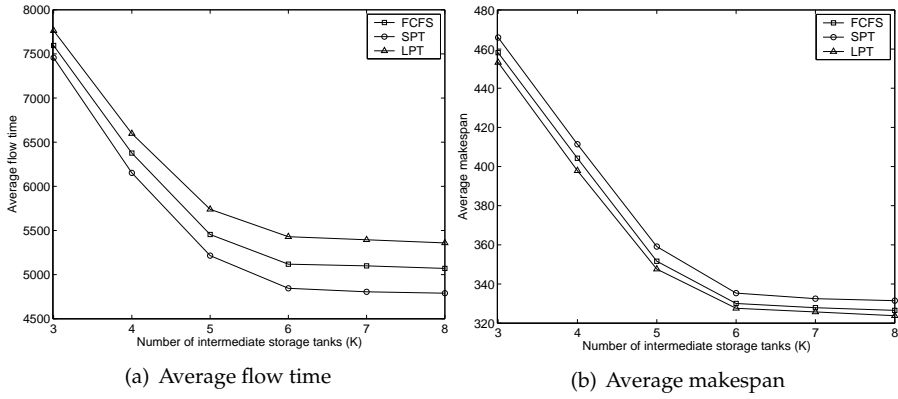 8000
7500
7000
6500
6000
5500
5000
4500
Average flow time
3 4 5 6 7 8
Number of intermediate storage tanks (K)
FCFS
SPT
LPT
(a) Average flow time
480
460
440
420
400
380
360
340
320
Average makespan
3 4 5 6 7 8
Number of intermediate storage tanks (K)
FCFS
SPT
LPT
(b) Average makespan